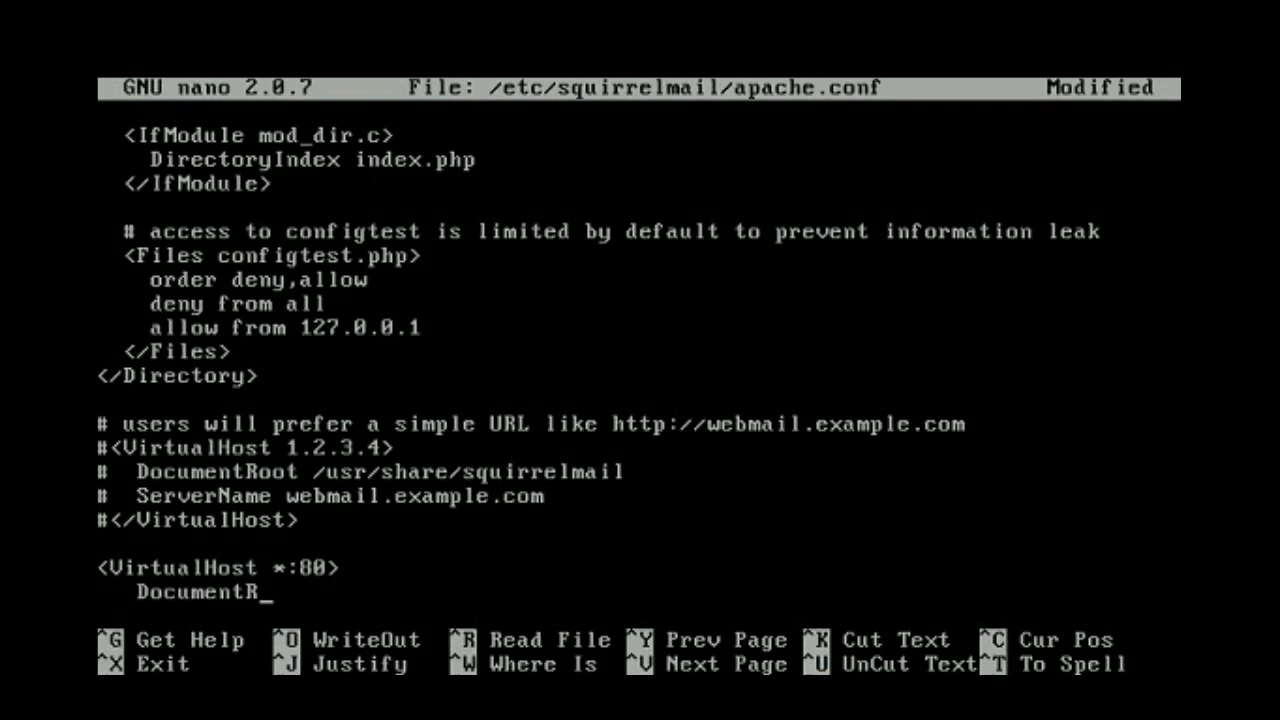 GNU nano 2.0.7 File: /etc/squirrelmail/apache.conf Modified
<IfModule mod_dir.c>
DirectoryIndex index.php
</IfModule>
# access to configtest is limited by default to prevent information leak
<Files configtest.php>
order deny,allow
deny from all
allow from 127.0.0.1
</Files>
</Directory>
# users will prefer a simple URL like http://webmail.example.com
#<VirtualHost 1.2.3.4>
#  DocumentRoot /usr/share/squirrelmail
#  ServerName webmail.example.com
#</VirtualHost>
<VirtualHost *:80>
DocumentR_
^G Get Help ^O WriteOut ^R Read File ^Y Prev Page ^K Cut Text ^C Cur Pos
^X Exit ^J Justify ^W Where Is ^V Next Page ^U UnCut Text ^T To Spell